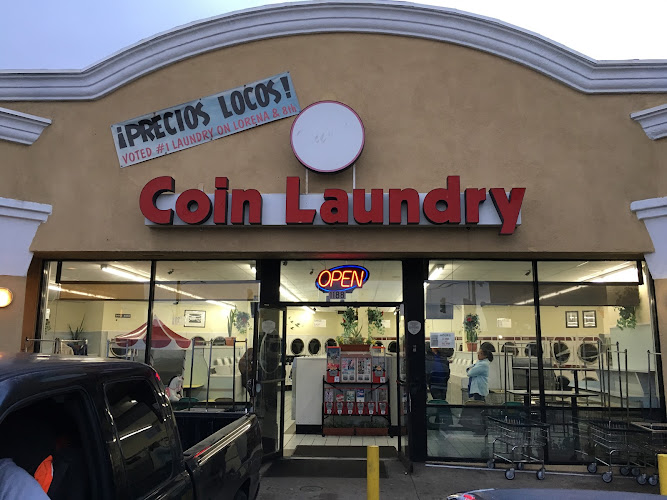 ¡PRECIOS LOCOS!
VOTED #1 LAUNDRY ON LORENA & 8th
Coin Laundry
OPEN